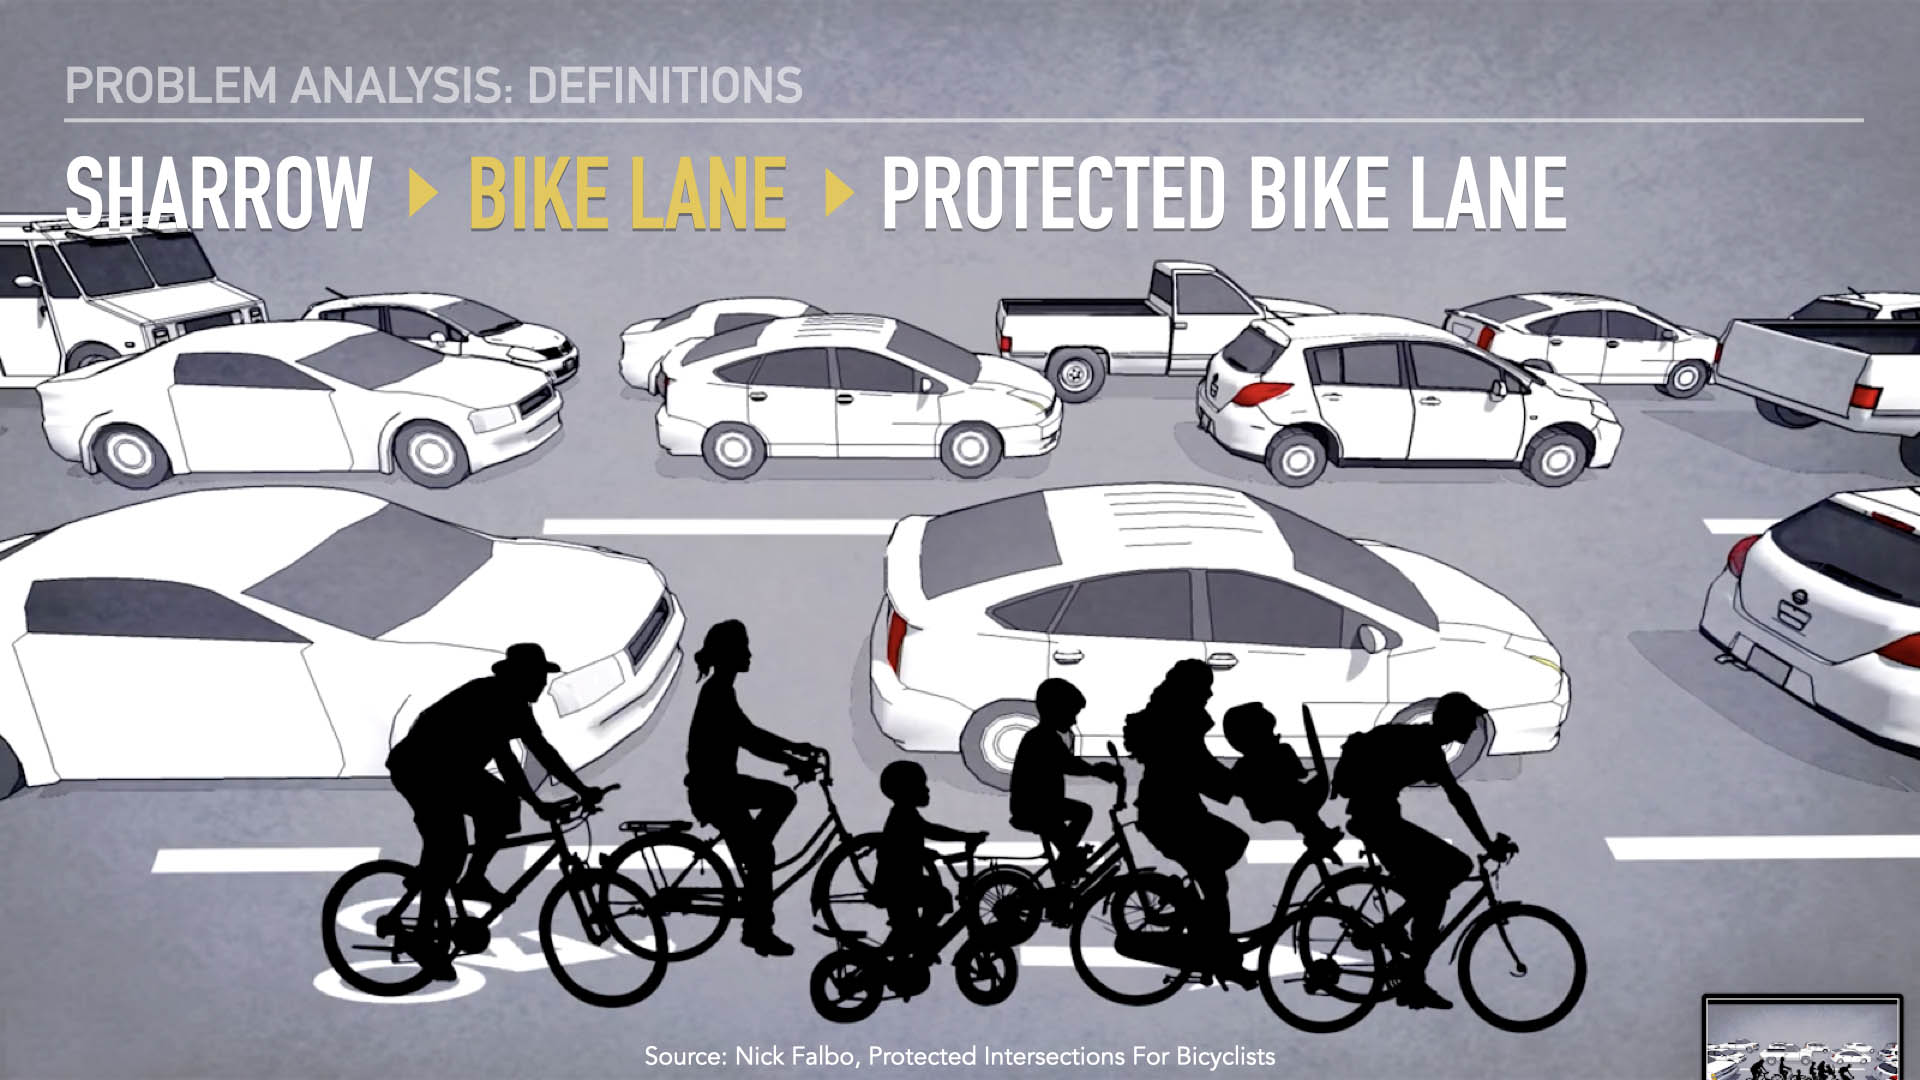 PROBLEM ANALYSIS: DEFINITIONS
SHARROW ▸ BIKE LANE ▸ PROTECTED BIKE LANE
Source: Nick Falbo, Protected Intersections For Bicyclists